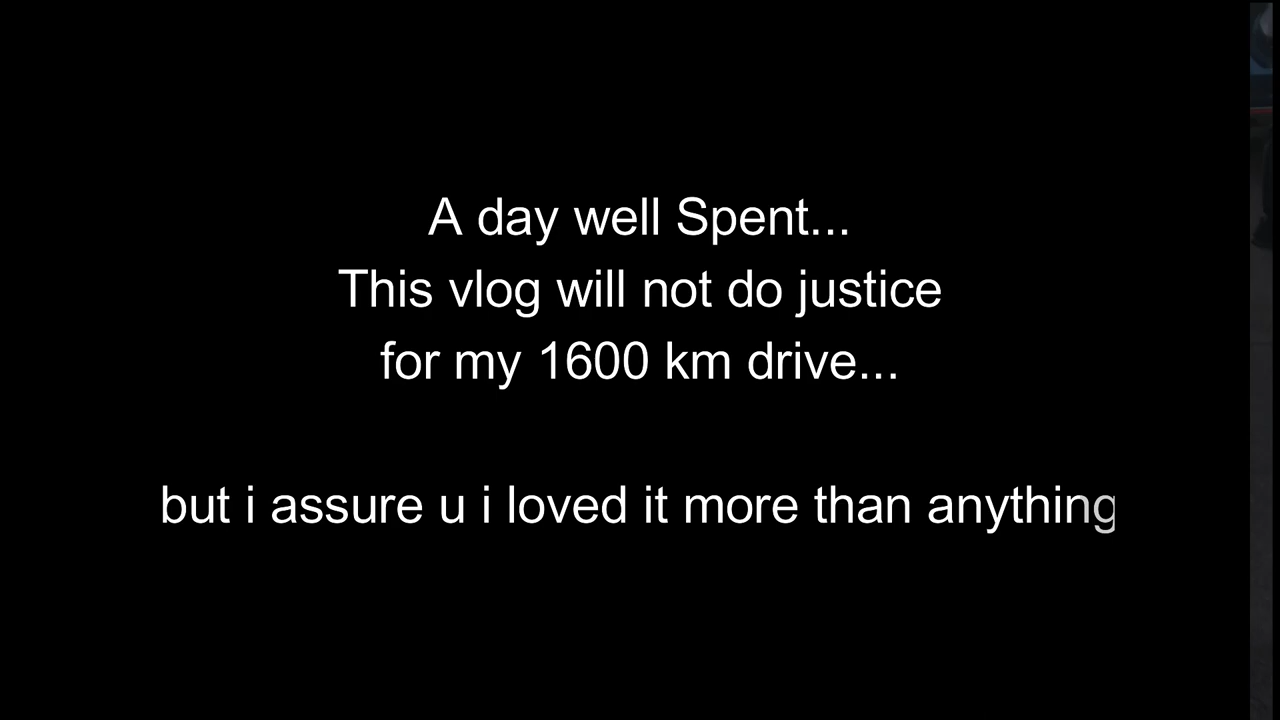 A day well Spent...
This vlog will not do justice
for my 1600 km drive...
but i assure u i loved it more than anything